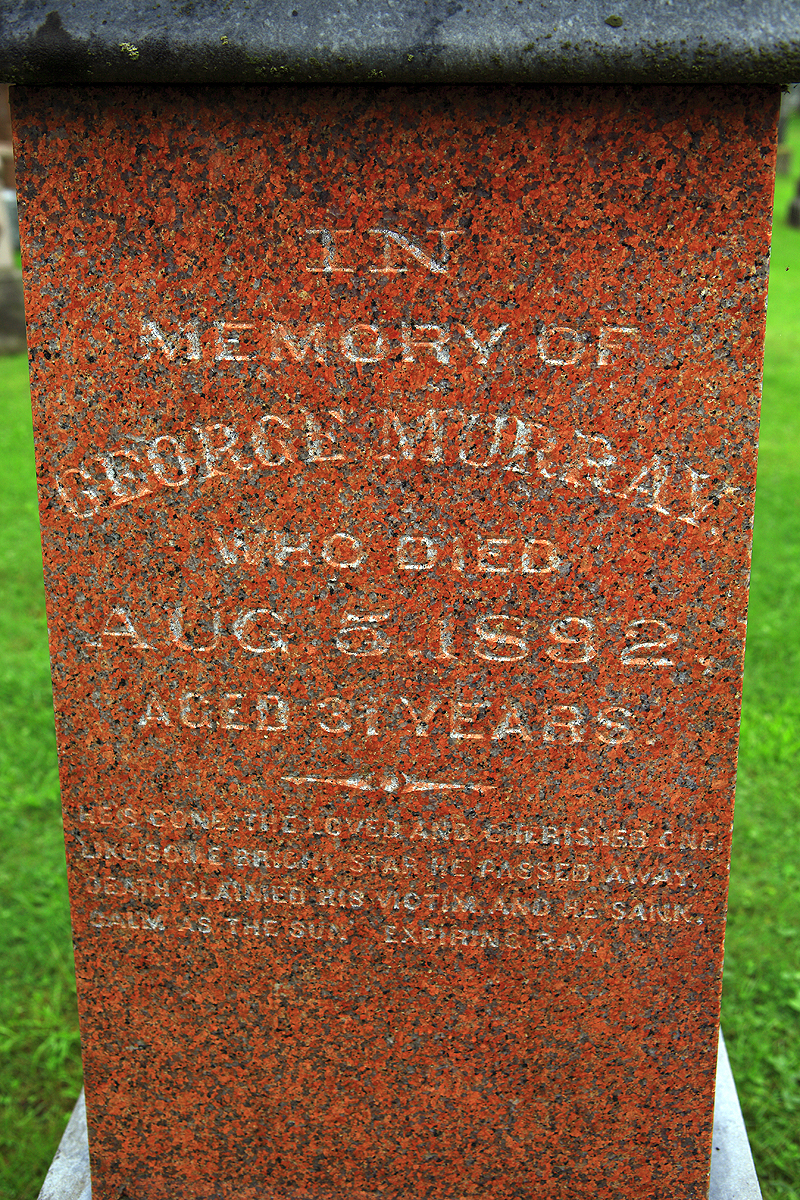 IN
MEMORY OF
GEORGE MURRAY,
WHO DIED
AUG. 5. 1892.
AGED 31 YEARS.
HE'S GONE, THE LOVED AND CHERISHED ONE
LIKE SOME BRIGHT STAR HE PASSED AWAY,
DEATH CLAIMED HIS VICTIM, AND HE SANK,
CALM AS THE SUN EXPIRING RAY.